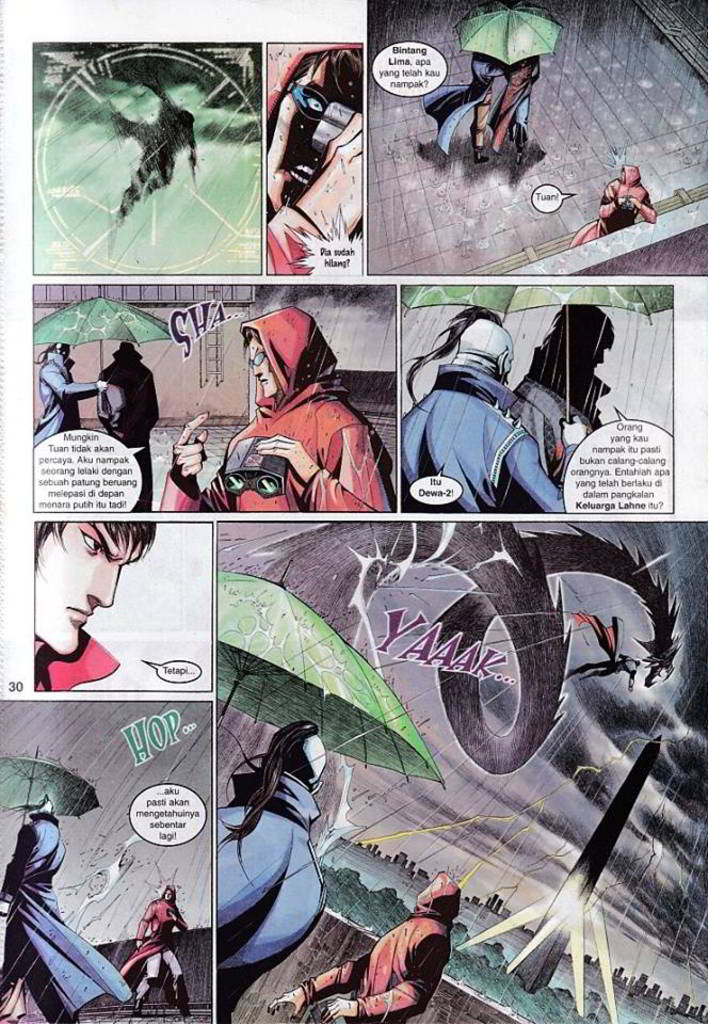 Dia sudah
hilang?
Bintang
Lima, apa
yang telah kau
nampak?
Tuan!
SHA...
Mungkin
Tuan tidak akan
percaya. Aku nampak
seorang lelaki dengan
sebuah patung beruang
melepasi di depan
menara putih itu tadi!
Itu
Dewa-2!
Orang
yang kau
nampak itu pasti
bukan calang-calang
orangnya. Entahlah apa
yang telah berlaku di
dalam pangkalan
Keluarga Lahne itu?
Tetapi...
YAAAK...
HOP...
...aku
pasti akan
mengetahuinya
sebentar
lagi!
30